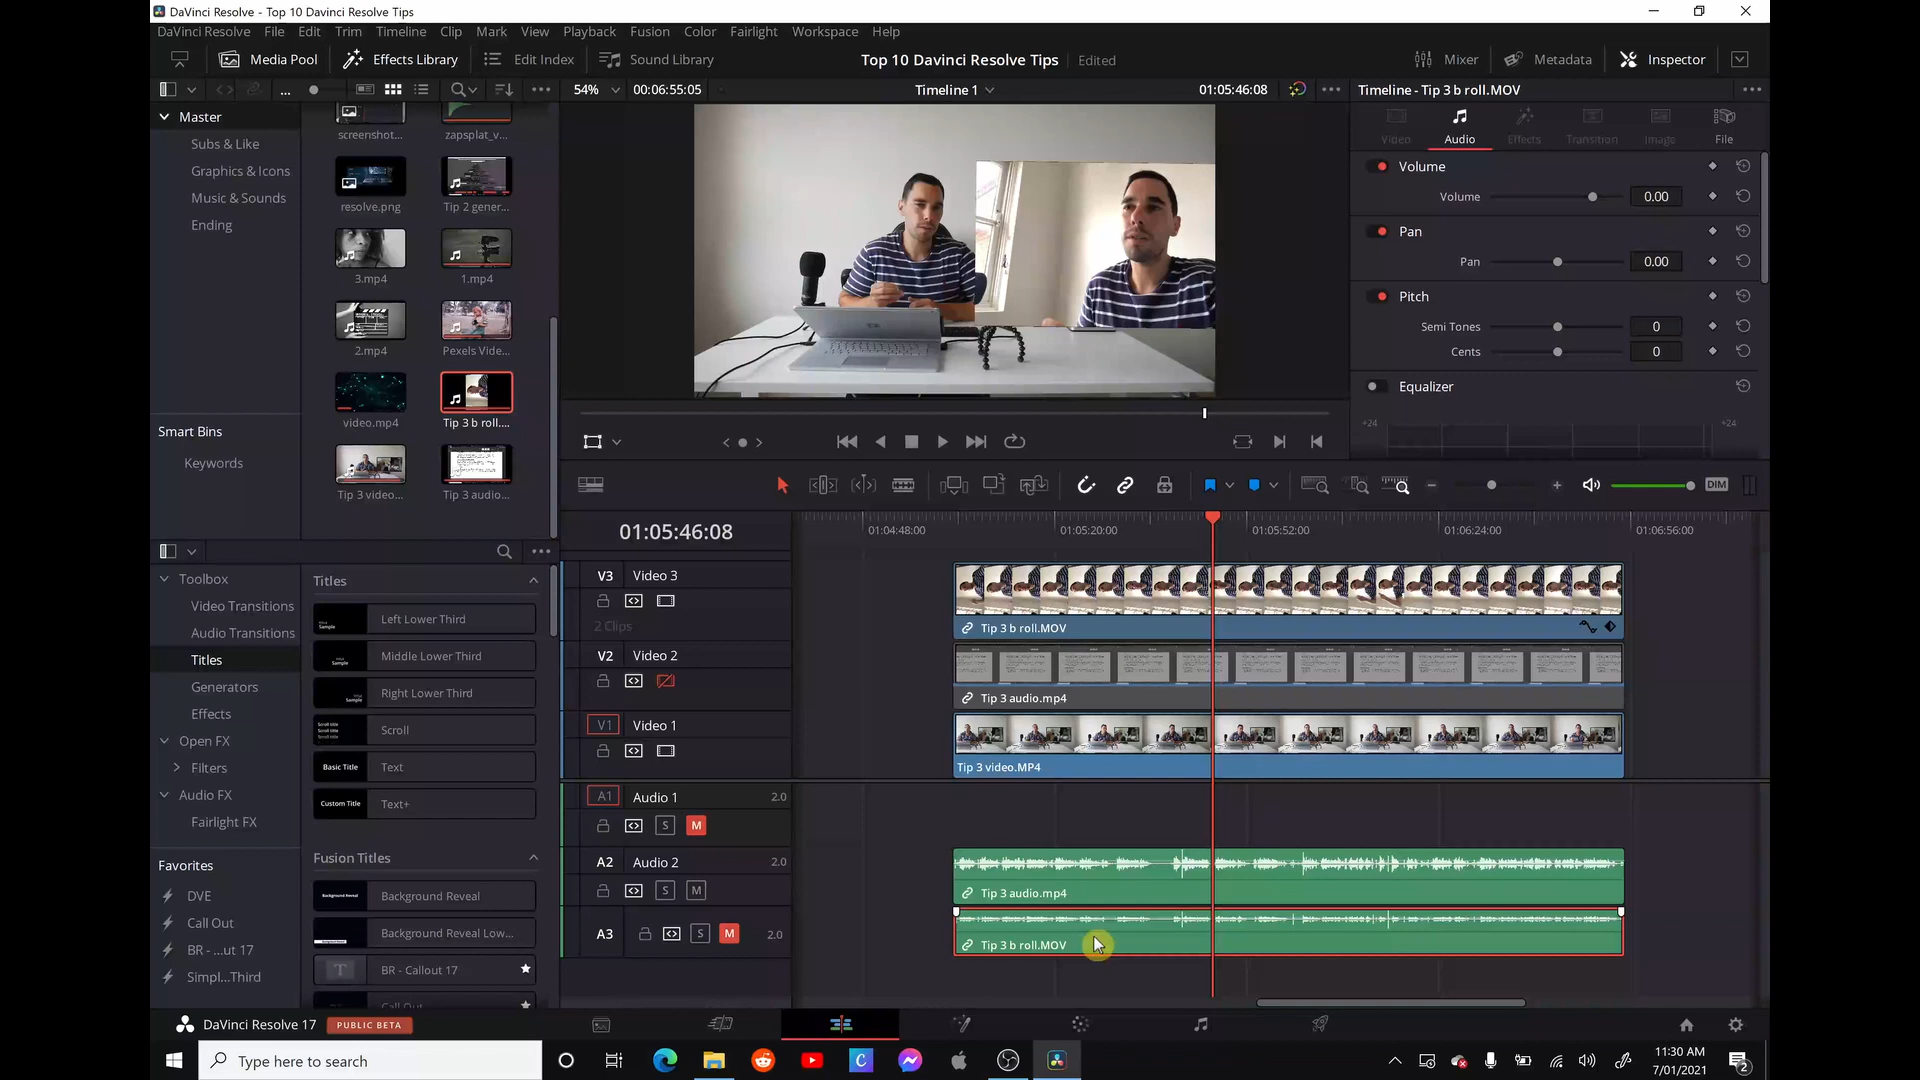 DaVinci Resolve - Top 10 Davinci Resolve Tips
DaVinci Resolve File Edit Trim Timeline Clip Mark View Playback Fusion Color Fairlight Workspace Help
Media Pool Effects Library Edit Index Sound Library Top 10 Davinci Resolve Tips Edited Mixer Metadata Inspector
54% 00:06:55:05 Timeline 1 01:05:46:08 Timeline - Tip 3 b roll.MOV
Master
Subs & Like
Graphics & Icons
Music & Sounds
Ending
Smart Bins
Keywords
screenshot... zapsplat_v...
resolve.png Tip 2 gener...
3.mp4 1.mp4
2.mp4 Pexels Vide...
video.mp4 Tip 3 b roll....
Tip 3 video... Tip 3 audio...
Video Audio Effects Transition Image File
Volume
Volume 0.00
Pan
Pan 0.00
Pitch
Semi Tones 0
Cents 0
Equalizer
+24 +24
DIM
Toolbox
Video Transitions
Audio Transitions
Titles
Generators
Effects
Open FX
Filters
Audio FX
Fairlight FX
Favorites
DVE
Call Out
BR - ...ut 17
Simpl...Third
Titles
Left Lower Third
Middle Lower Third
Right Lower Third
Scroll
Basic Title Text
Custom Title Text+
Fusion Titles
Background Reveal Background Reveal
Background Reveal Low...
T BR - Callout 17
Call Out
01:05:46:08 01:04:48:00 01:05:20:00 01:05:52:00 01:06:24:00 01:06:56:00
V3 Video 3
2 Clips
Tip 3 b roll.MOV
V2 Video 2
Tip 3 audio.mp4
V1 Video 1
Tip 3 video.MP4
A1 Audio 1 2.0
S M
A2 Audio 2 2.0
S M
Tip 3 audio.mp4
A3 S M 2.0
Tip 3 b roll.MOV
DaVinci Resolve 17 PUBLIC BETA
Type here to search
C
11:30 AM
7/01/2021
2